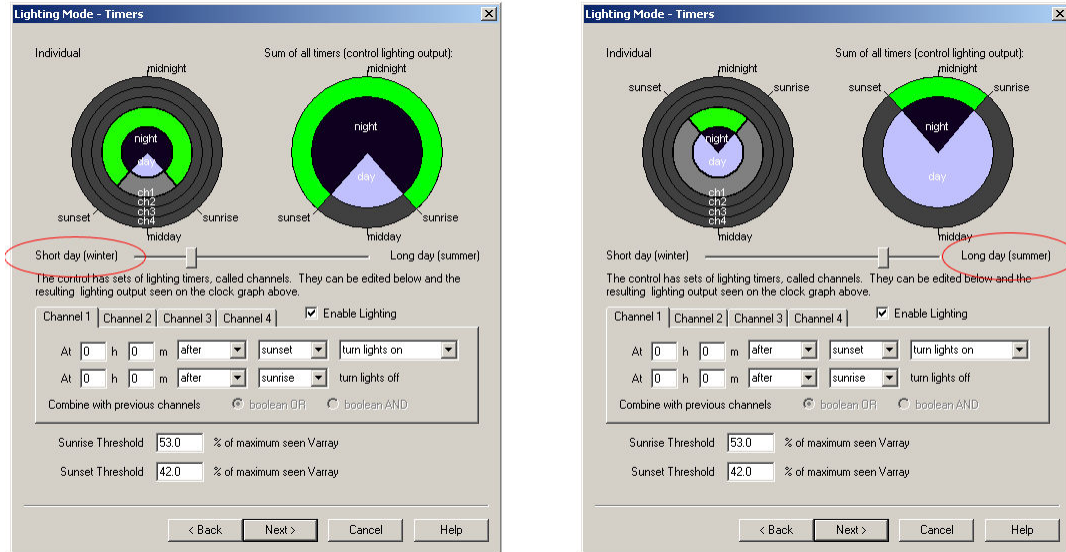 Lighting Mode - Timers
Individual
Sum of all timers (control lighting output):
midnight
midnight
night
day
night
day
ch1
ch2
ch3
ch4
sunset
sunrise
sunset
sunrise
midday
midday
Short day (winter)
Long day (summer)
The control has sets of lighting timers, called channels. They can be edited below and the
resulting lighting output seen on the clock graph above.
Channel 1 Channel 2 Channel 3 Channel 4 Enable Lighting
At 0 h 0 m after sunset turn lights on
At 0 h 0 m after sunrise turn lights off
Combine with previous channels boolean OR boolean AND
Sunrise Threshold 53.0 % of maximum seen Varray
Sunset Threshold 42.0 % of maximum seen Varray
< Back Next > Cancel Help
Lighting Mode - Timers
Individual
Sum of all timers (control lighting output):
midnight
midnight
sunset
sunrise
sunset
sunrise
night
day
night
day
ch1
ch2
ch3
ch4
midday
midday
Short day (winter)
Long day (summer)
The control has sets of lighting timers, called channels. They can be edited below and the
resulting lighting output seen on the clock graph above.
Channel 1 Channel 2 Channel 3 Channel 4 Enable Lighting
At 0 h 0 m after sunset turn lights on
At 0 h 0 m after sunrise turn lights off
Combine with previous channels boolean OR boolean AND
Sunrise Threshold 53.0 % of maximum seen Varray
Sunset Threshold 42.0 % of maximum seen Varray
< Back Next > Cancel Help